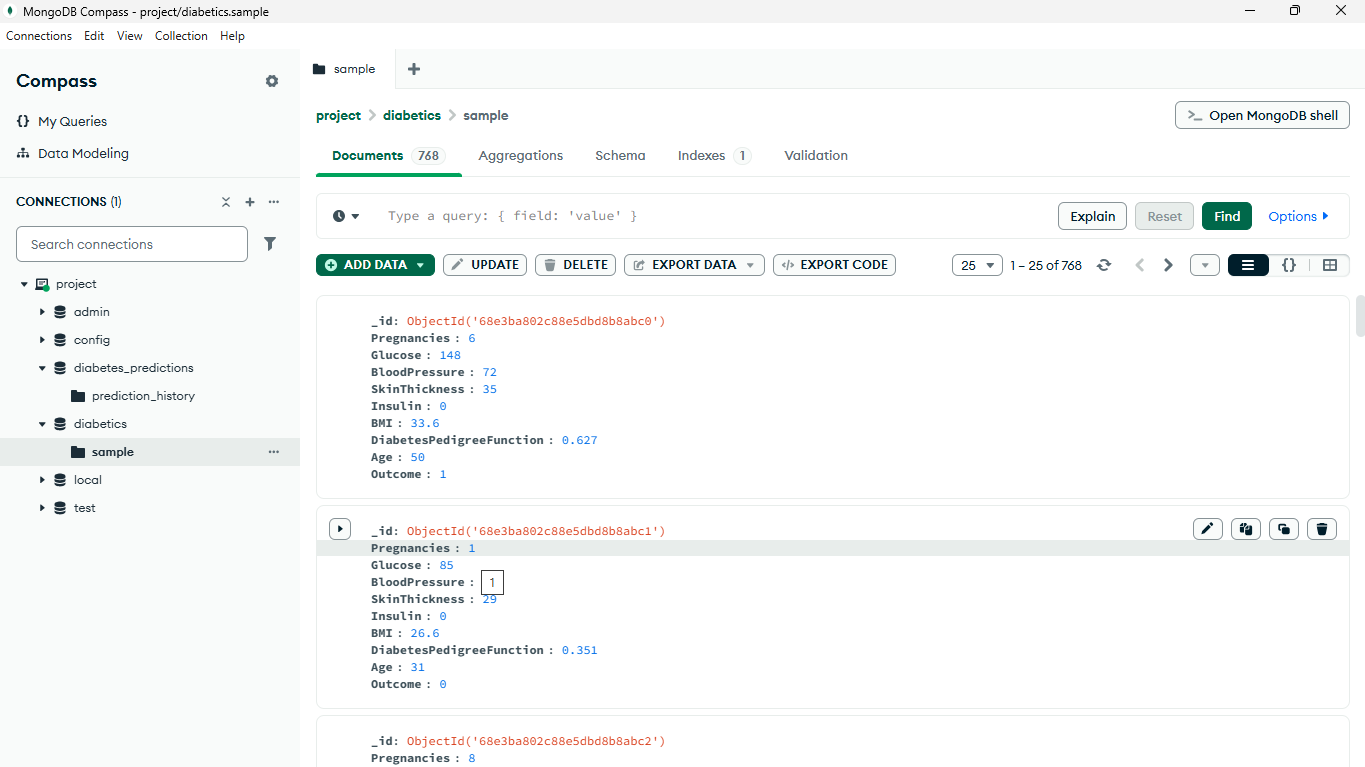 MongoDB Compass - project/diabetics.sample
Connections Edit View Collection Help
Compass
My Queries
Data Modeling
CONNECTIONS (1)
Search connections
project
admin
config
diabetes_predictions
prediction_history
diabetics
sample
local
test
sample
project > diabetics > sample
>_ Open MongoDB shell
Documents 768 Aggregations Schema Indexes 1 Validation
Type a query: { field: 'value' }
Explain Reset Find Options
ADD DATA UPDATE DELETE EXPORT DATA EXPORT CODE 25 1 – 25 of 768
_id: ObjectId('68e3ba802c88e5dbd8b8abc0')
Pregnancies : 6
Glucose : 148
BloodPressure : 72
SkinThickness : 35
Insulin : 0
BMI : 33.6
DiabetesPedigreeFunction : 0.627
Age : 50
Outcome : 1
_id: ObjectId('68e3ba802c88e5dbd8b8abc1')
Pregnancies : 1
Glucose : 85
BloodPressure : 1
SkinThickness : 29
Insulin : 0
BMI : 26.6
DiabetesPedigreeFunction : 0.351
Age : 31
Outcome : 0
_id: ObjectId('68e3ba802c88e5dbd8b8abc2')
Pregnancies : 8